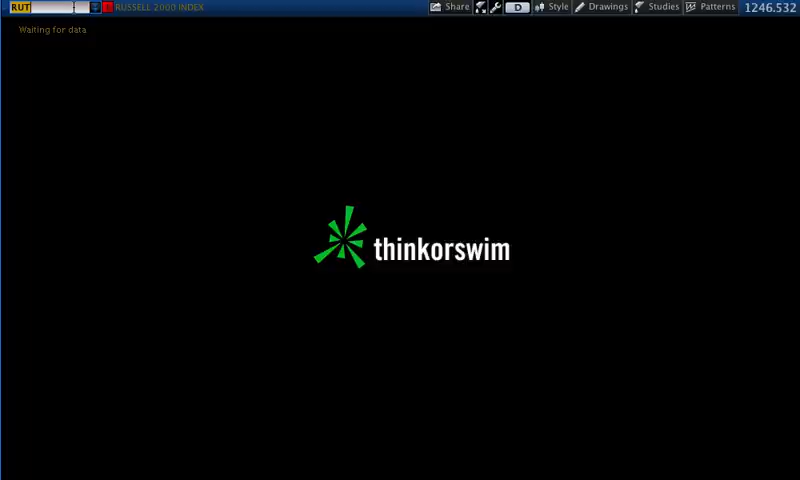 RUT RUSSELL 2000 INDEX Share D Style Drawings Studies Patterns 1246.532
Waiting for data
thinkorswim